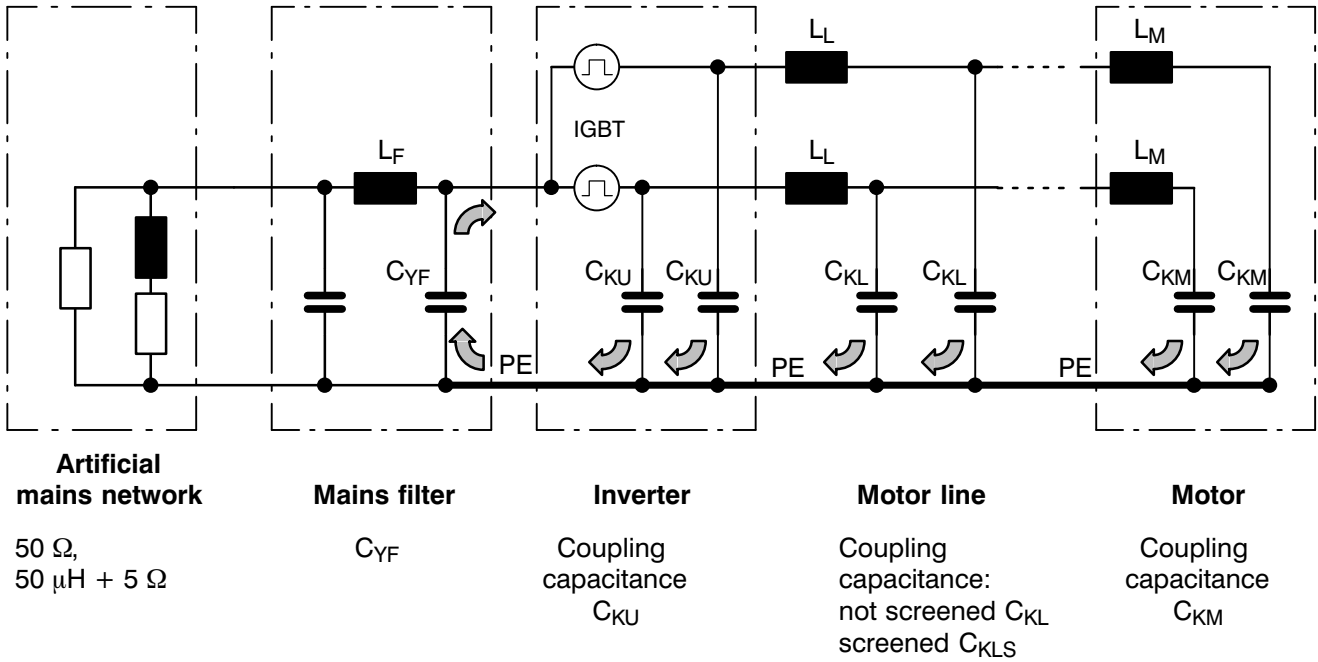 L_L
L_M
IGBT
L_F
L_L
L_M
C_YF
C_KU
C_KU
C_KL
C_KL
C_KM
C_KM
PE
PE
PE
Artificial
mains network
Mains filter
Inverter
Motor line
Motor
50 Ω,
50 μH + 5 Ω
C_YF
Coupling
capacitance
C_KU
Coupling
capacitance:
not screened C_KL
screened C_KLS
Coupling
capacitance
C_KM